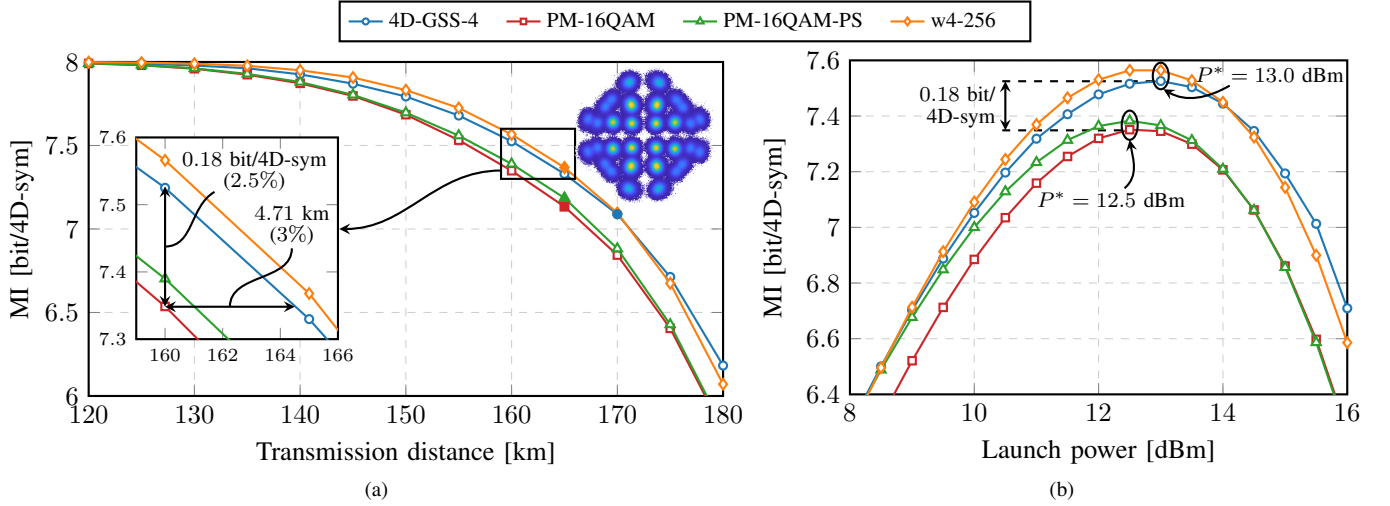 4D-GSS-4 PM-16QAM PM-16QAM-PS w4-256
8
7.5
7
6.5
6
MI [bit/4D-sym]
120 130 140 150 160 170 180
Transmission distance [km]
7.6
7.5
7.4
7.3
160 162 164 166
0.18 bit/4D-sym
(2.5%)
4.71 km
(3%)
(a)
7.6
7.4
7.2
7
6.8
6.6
6.4
MI [bit/4D-sym]
8 10 12 14 16
Launch power [dBm]
0.18 bit/
4D-sym
P* = 13.0 dBm
P* = 12.5 dBm
(b)